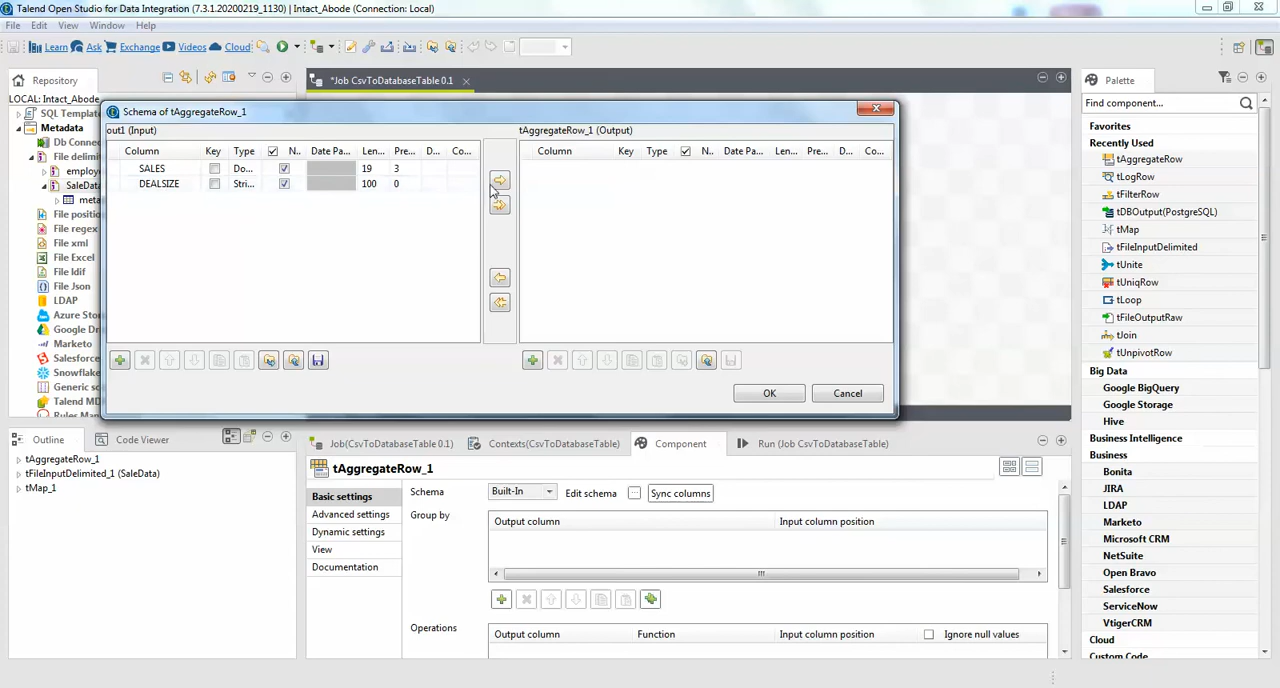 Talend Open Studio for Data Integration (7.3.1.20200219_1130) | Intact_Abode (Connection: Local)
File Edit View Window Help
Learn Ask Exchange Videos Cloud
Repository
LOCAL: Intact_Abode
SQL Templat
Metadata
Db Connec
File delimite
employ
SaleData
meta
File position
File regex
File xml
File Excel
File ldif
File Json
LDAP
Azure Stora
Google Dri
Marketo
Salesforce
Snowflake
Generic sc
Talend MD
Rules Mar
*Job CsvToDatabaseTable 0.1
Schema of tAggregateRow_1
out1 (Input)
Column Key Type N.. Date Pa... Len... Pre... D... Co...
SALES Do... 19 3
DEALSIZE Stri... 100 0
tAggregateRow_1 (Output)
Column Key Type N.. Date Pa... Len... Pre... D... Co...
OK Cancel
Palette
Find component...
Favorites
Recently Used
tAggregateRow
tLogRow
tFilterRow
tDBOutput(PostgreSQL)
tMap
tFileInputDelimited
tUnite
tUniqRow
tLoop
tFileOutputRaw
tJoin
tUnpivotRow
Big Data
Google BigQuery
Google Storage
Hive
Business Intelligence
Business
Bonita
JIRA
LDAP
Marketo
Microsoft CRM
NetSuite
Open Bravo
Salesforce
ServiceNow
VtigerCRM
Cloud
Custom Code
Outline Code Viewer
tAggregateRow_1
tFileInputDelimited_1 (SaleData)
tMap_1
Job(CsvToDatabaseTable 0.1) Contexts(CsvToDatabaseTable) Component Run (Job CsvToDatabaseTable)
tAggregateRow_1
Basic settings
Advanced settings
Dynamic settings
View
Documentation
Schema Built-In Edit schema ... Sync columns
Group by
Output column Input column position
Operations
Output column Function Input column position Ignore null values